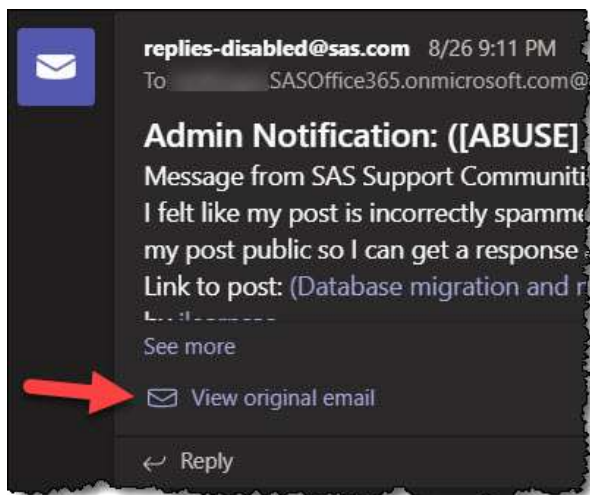 replies-disabled@sas.com 8/26 9:11 PM
To SASOffice365.onmicrosoft.com@
Admin Notification: ([ABUSE]
Message from SAS Support Communiti
I felt like my post is incorrectly spamme
my post public so I can get a response
Link to post: (Database migration and
by
See more
View original email
Reply